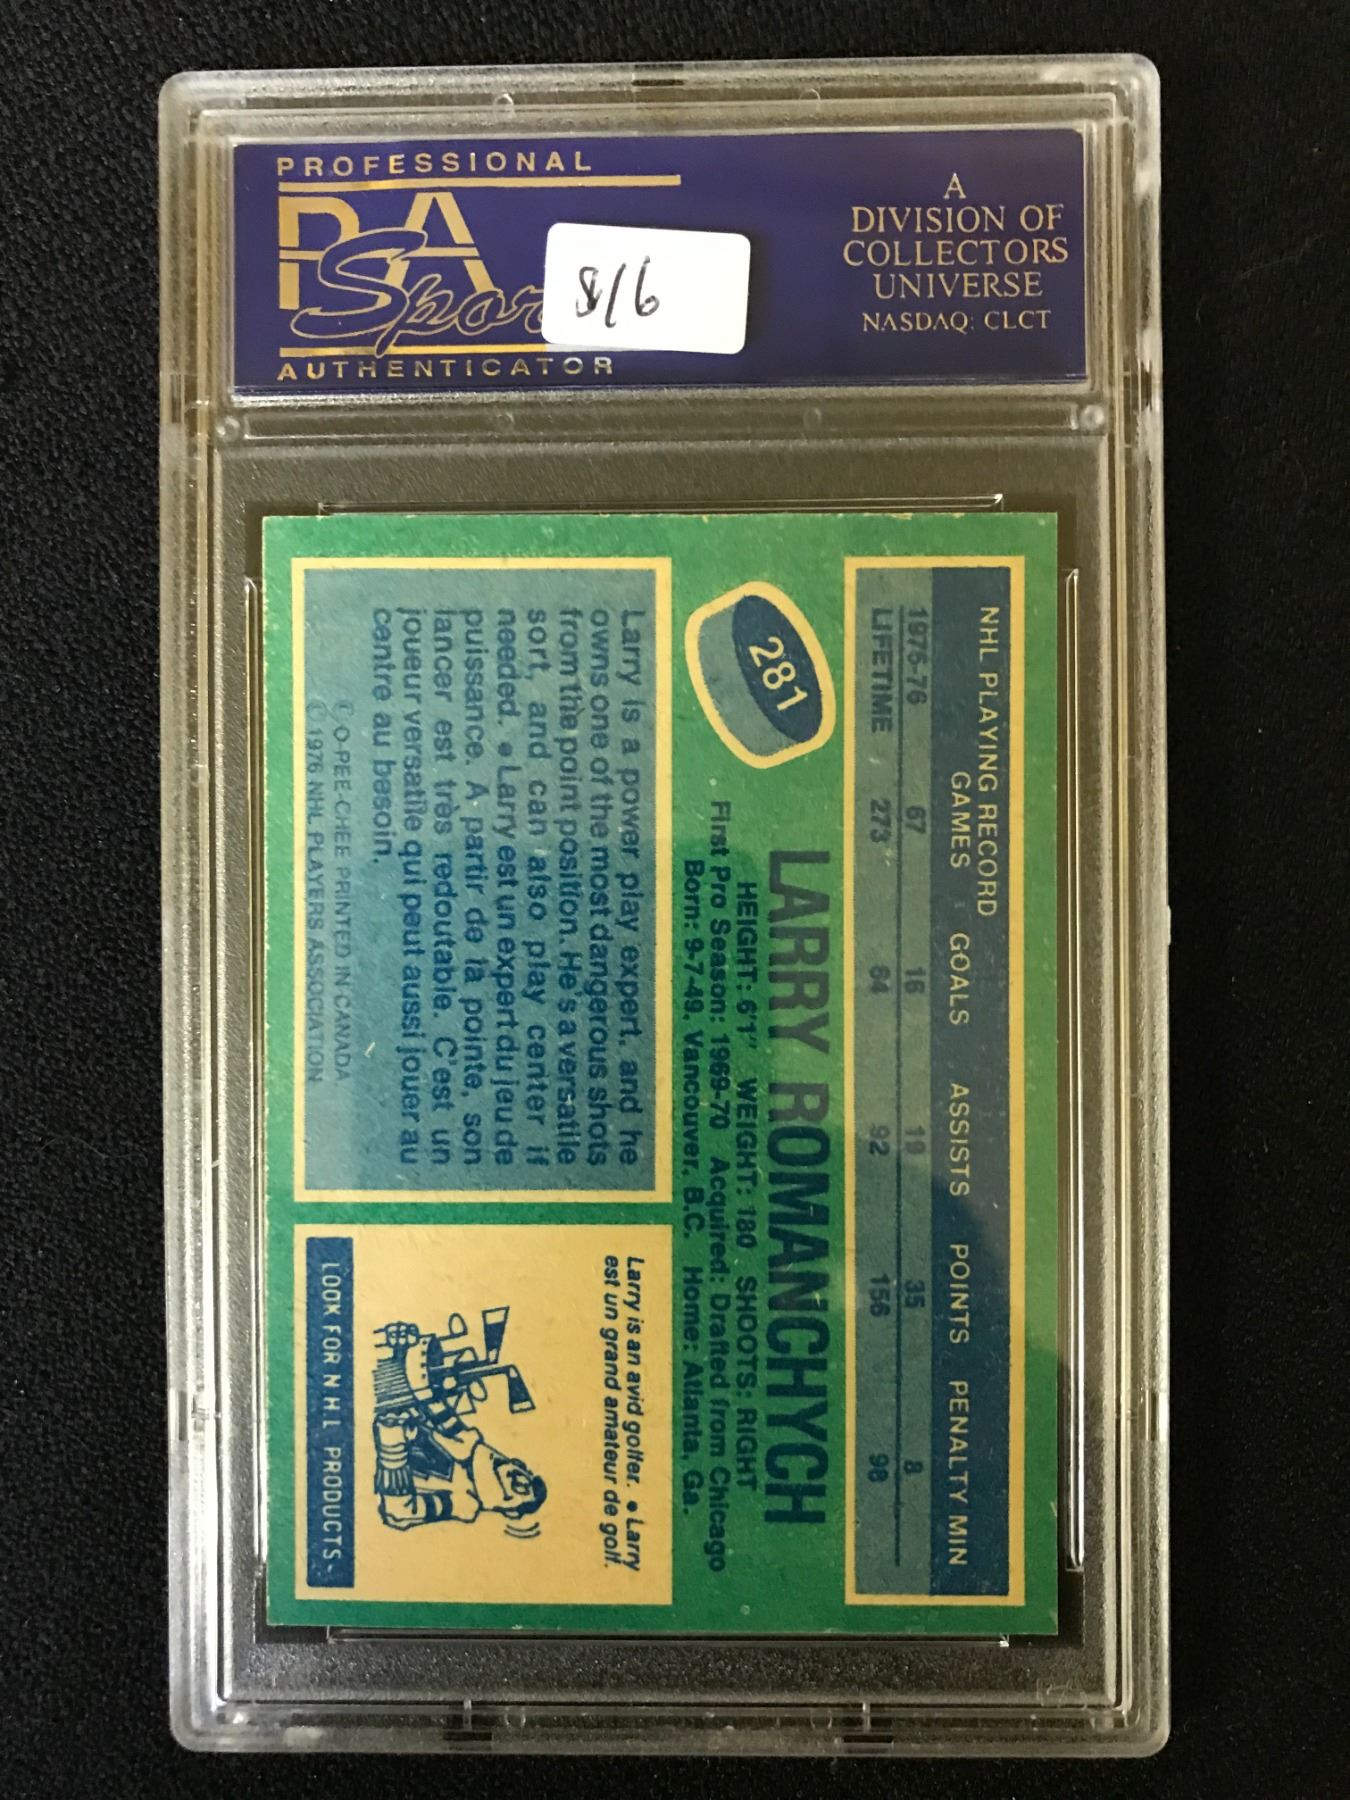 PROFESSIONAL
PSA
Spor
AUTHENTICATOR
8/6
A
DIVISION OF
COLLECTORS
UNIVERSE
NASDAQ: CLCT
NHL PLAYING RECORD
GAMES GOALS ASSISTS POINTS PENALTY MIN
1975-76 67 16 19 35 8
LIFETIME 273 64 92 156 98
281
LARRY ROMANCHYCH
HEIGHT: 6'1" WEIGHT: 180 SHOOTS: RIGHT
First Pro Season: 1969-70 Acquired: Drafted from Chicago
Born: 9-7-49, Vancouver, B.C. Home: Atlanta, Ga.
Larry is a power play expert, and he
owns one of the most dangerous shots
from the point position. He's a versatile
sort, and can also play center if
needed. • Larry est un expert du jeu de
puissance. A partir de la pointe, son
lancer est très redoutable. C'est un
jouer versatile qui peut aussi jouer au
centre au besoin.
© O-PEE-CHEE PRINTED IN CANADA
© 1976 NHL PLAYERS ASSOCIATION
Larry is an avid golfer. • Larry
est un grand amateur de golf.
LOOK FOR NHL PRODUCTS